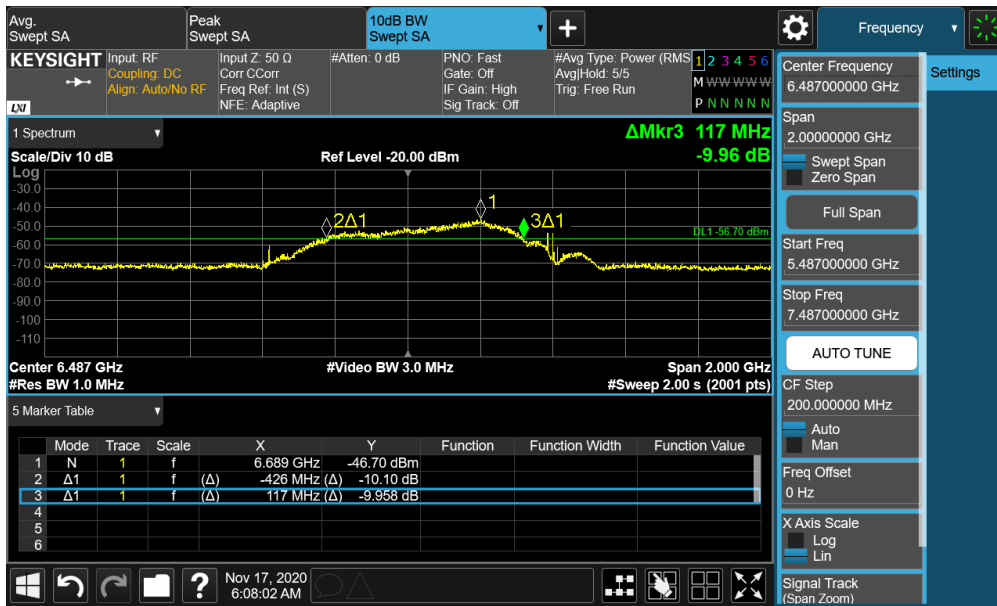 Avg.
Swept SA
Peak
Swept SA
10dB BW
Swept SA
Frequency
KEYSIGHT
LXI
Input: RF
Coupling: DC
Align: Auto/No RF
Input Z: 50 Ω
Corr CCorr
Freq Ref: Int (S)
NFE: Adaptive
#Atten: 0 dB
PNO: Fast
Gate: Off
IF Gain: High
Sig Track: Off
#Avg Type: Power (RMS
Avg|Hold: 5/5
Trig: Free Run
1 2 3 4 5 6
M W W W W W
P N N N N N
1 Spectrum
ΔMkr3 117 MHz
-9.96 dB
Scale/Div 10 dB
Ref Level -20.00 dBm
Log
-30.0
-40.0
-50.0
-60.0
-70.0
-80.0
-90.0
-100
-110
2Δ1
1
3Δ1
DL1 -56.70 dBm
Center 6.487 GHz
#Video BW 3.0 MHz
Span 2.000 GHz
#Res BW 1.0 MHz
#Sweep 2.00 s (2001 pts)
5 Marker Table
Mode Trace Scale X Y Function Function Width Function Value
1 N 1 f 6.689 GHz -46.70 dBm
2 Δ1 1 f (Δ) -426 MHz (Δ) -10.10 dB
3 Δ1 1 f (Δ) 117 MHz (Δ) -9.958 dB
4
5
6
?
Nov 17, 2020
6:08:02 AM
Center Frequency
6.487000000 GHz
Span
2.00000000 GHz
Swept Span
Zero Span
Full Span
Start Freq
5.487000000 GHz
Stop Freq
7.487000000 GHz
AUTO TUNE
CF Step
200.000000 MHz
Auto
Man
Freq Offset
0 Hz
X Axis Scale
Log
Lin
Signal Track
(Span Zoom)
Settings